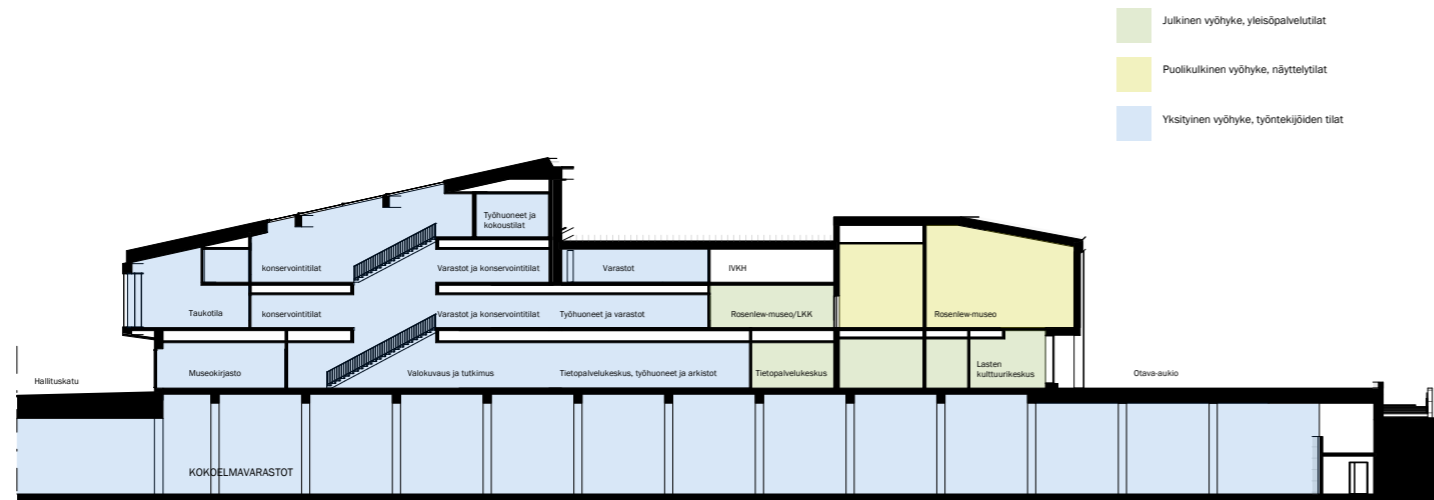 Julkinen vyöhyke, yleisöpalvelutilat
Puolikulkinen vyöhyke, näyttelytilat
Yksityinen vyöhyke, työntekijöiden tilat
Työhuoneet ja
kokoustilat
konservointitilat
Varastot ja konservointitilat
Varastot
IVKH
Taukotila
konservointitilat
Varastot ja konservointitilat
Työhuoneet ja varastot
Rosenlew-museo/LKK
Rosenlew-museo
Hallituskatu
Museokirjasto
Valokuvaus ja tutkimus
Tietopalvelukeskus, työhuoneet ja arkistot
Tietopalvelukeskus
Lasten
kulttuurikeskus
Otava-aukio
KOKOELMAVARASTOT